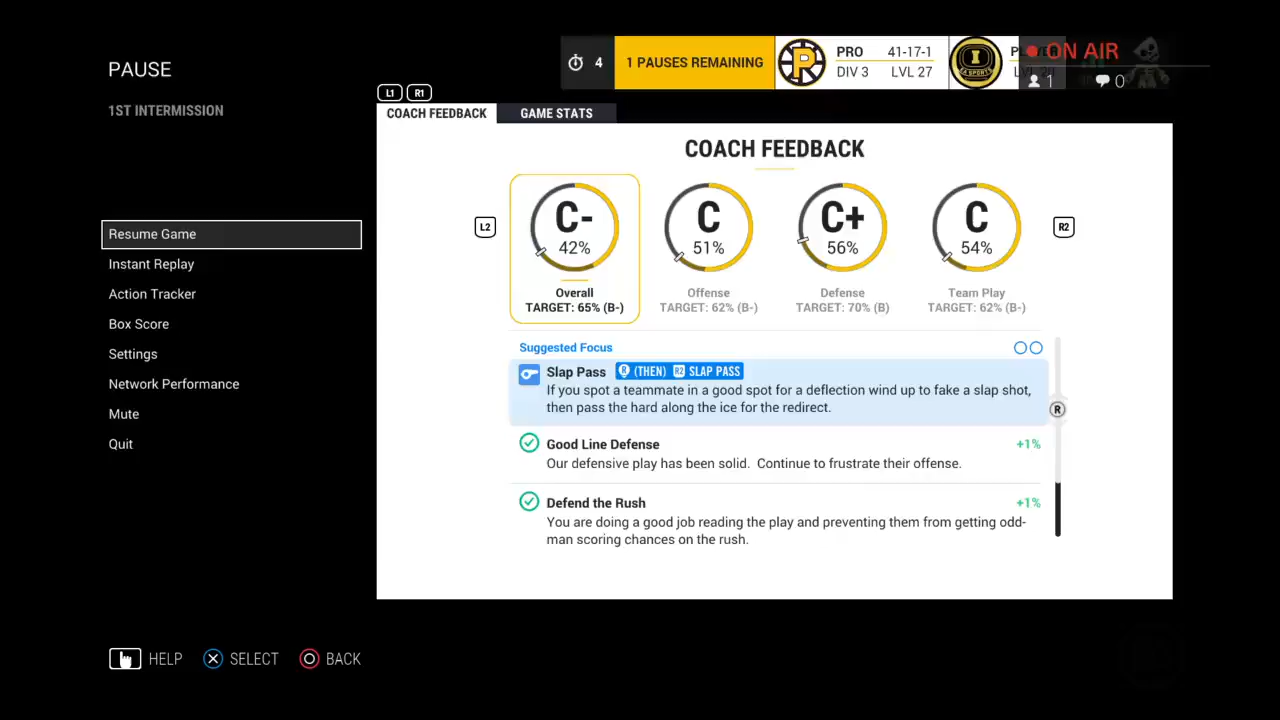 PAUSE
1ST INTERMISSION
4
1 PAUSES REMAINING
P
PRO 41-17-1
DIV 3 LVL 27
I
ON AIR
1 0
L1 R1
COACH FEEDBACK GAME STATS
COACH FEEDBACK
L2
C- C C+ C
42% 51% 56% 54%
R2
Overall Offense Defense Team Play
TARGET: 65% (B-) TARGET: 62% (B-) TARGET: 70% (B) TARGET: 62% (B-)
Resume Game
Instant Replay
Action Tracker
Box Score
Settings
Network Performance
Mute
Quit
Suggested Focus
Slap Pass R (THEN) R2 SLAP PASS
If you spot a teammate in a good spot for a deflection wind up to fake a slap shot,
then pass the hard along the ice for the redirect.
R
Good Line Defense +1%
Our defensive play has been solid. Continue to frustrate their offense.
Defend the Rush +1%
You are doing a good job reading the play and preventing them from getting odd-
man scoring chances on the rush.
HELP SELECT BACK